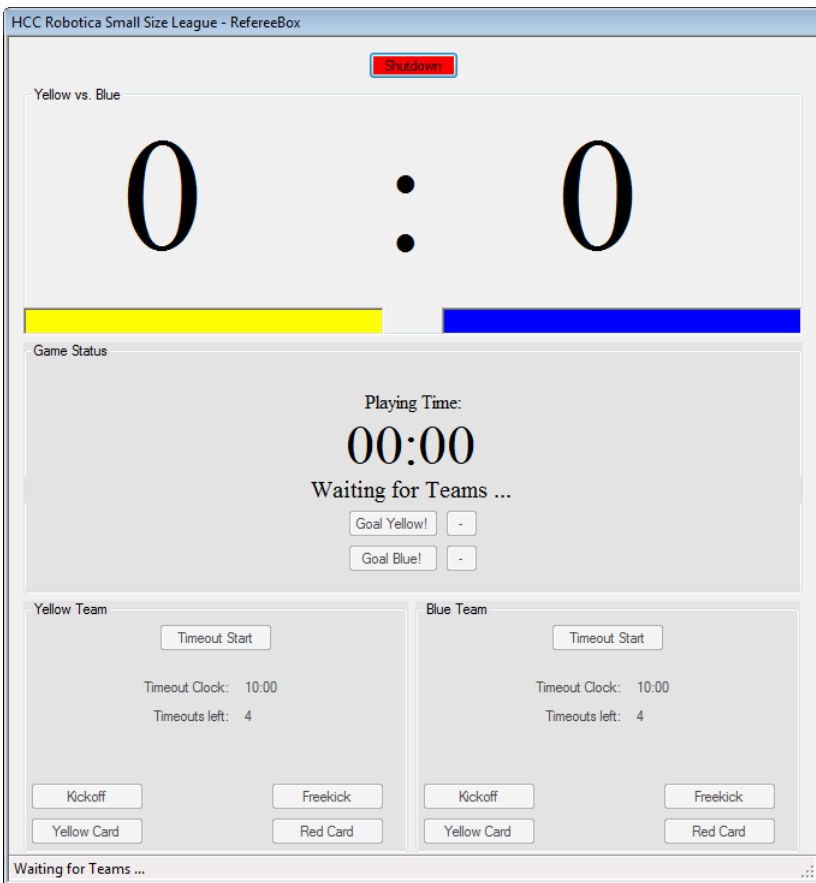 HCC Robotica Small Size League - RefereeBox
Shutdown
Yellow vs. Blue
0 : 0
Game Status
Playing Time:
00:00
Waiting for Teams ...
Goal Yellow! -
Goal Blue! -
Yellow Team
Timeout Start
Timeout Clock: 10:00
Timeouts left: 4
Kickoff Freekick
Yellow Card Red Card
Blue Team
Timeout Start
Timeout Clock: 10:00
Timeouts left: 4
Kickoff Freekick
Yellow Card Red Card
Waiting for Teams ...